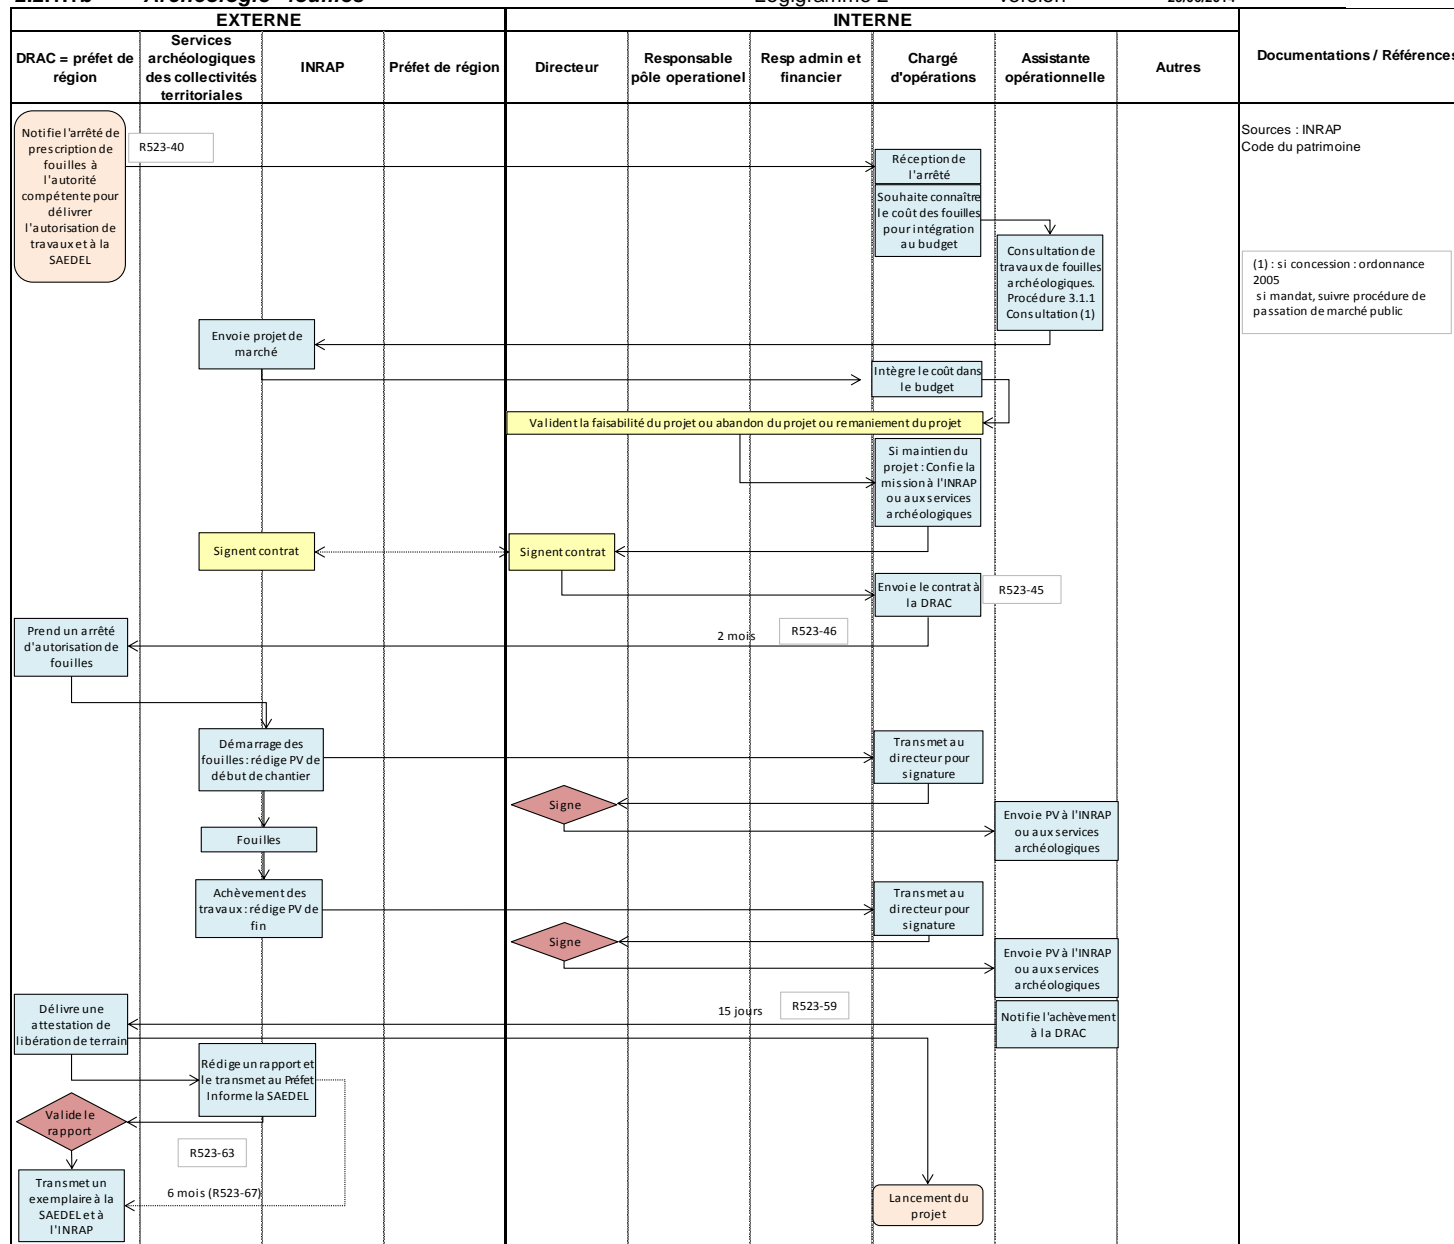 Archéologie - fouilles
Logigramme 2
EXTERNE
INTERNE
DRAC = préfet de
région
Services
archéologiques
des collectivités
territoriales
INRAP
Préfet de région
Directeur
Responsable
pôle operationel
Resp admin et
financier
Chargé
d'opérations
Assistante
opérationnelle
Autres
Documentations / Références
Notifie l'arrêté de
prescription de
fouilles à
l'autorité
compétente pour
délivrer
l'autorisation de
travaux et à la
SAEDEL
R523-40
Réception de
l'arrêté
Souhaite connaître
le coût des fouilles
pour intégration
au budget
Consultation de
travaux de fouilles
archéologiques.
Procédure 3.1.1
Consultation (1)
Sources : INRAP
Code du patrimoine
(1) : si concession : ordonnance
2005
si mandat, suivre procédure de
passation de marché public
Envoie projet de
marché
Intègre le coût dans
le budget
Valident la faisabilité du projet ou abandon du projet ou remaniement du projet
Si maintien du
projet : Confie la
mission à l'INRAP
ou aux services
archéologiques
Signent contrat
Signent contrat
Envoie le contrat à
la DRAC
R523-45
Prend un arrêté
d'autorisation de
fouilles
2 mois
R523-46
Démarrage des
fouilles : rédige PV de
début de chantier
Transmet au
directeur pour
signature
Signe
Envoie PV à l'INRAP
ou aux services
archéologiques
Fouilles
Achèvement des
travaux : rédige PV de
fin
Transmet au
directeur pour
signature
Signe
Envoie PV à l'INRAP
ou aux services
archéologiques
Délivre une
attestation de
libération de terrain
15 jours
R523-59
Notifie l'achèvement
à la DRAC
Rédige un rapport et
le transmet au Préfet
Informe la SAEDEL
Valide le
rapport
R523-63
6 mois (R523-67)
Transmet un
exemplaire à la
SAEDEL et à
l'INRAP
Lancement du
projet